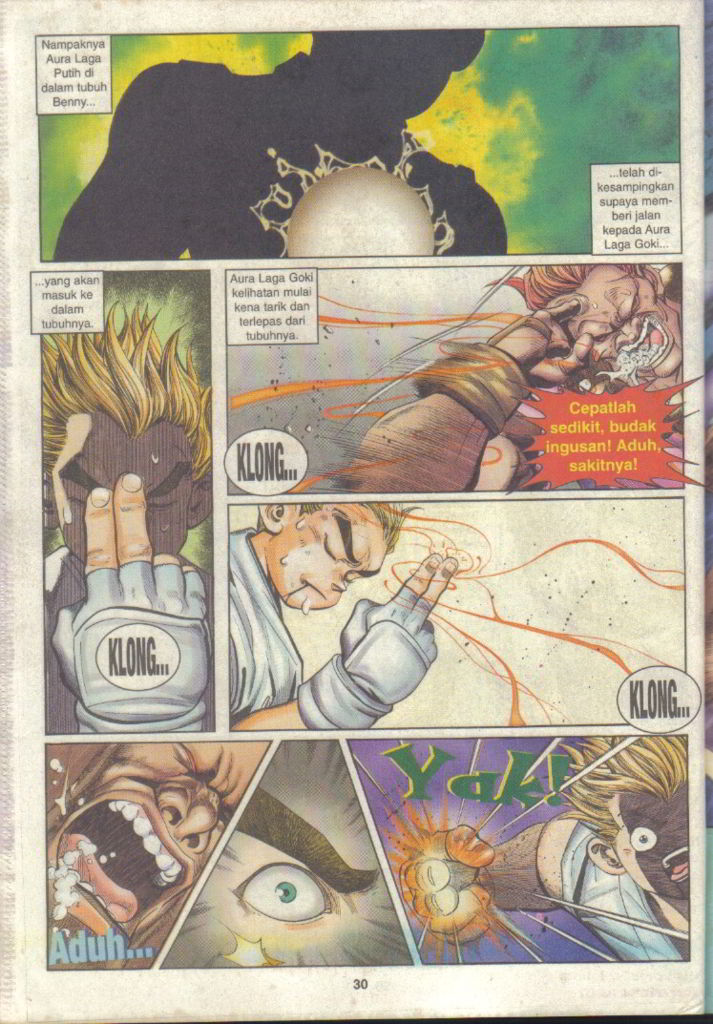 Nampaknya
Aura Laga
Putih di
dalam tubuh
Benny...
...telah di-
kesampingkan
supaya mem-
beri jalan
kepada Aura
Laga Goki...
...yang akan
masuk ke
dalam
tubuhnya.
Aura Laga Goki
kelihatan mulai
kena tarik dan
terlepas dari
tubuhnya.
Cepatlah
sedikit, budak
ingusan! Aduh,
sakitnya!
KLONG...
KLONG...
KLONG...
Aduh...
Yak!
30